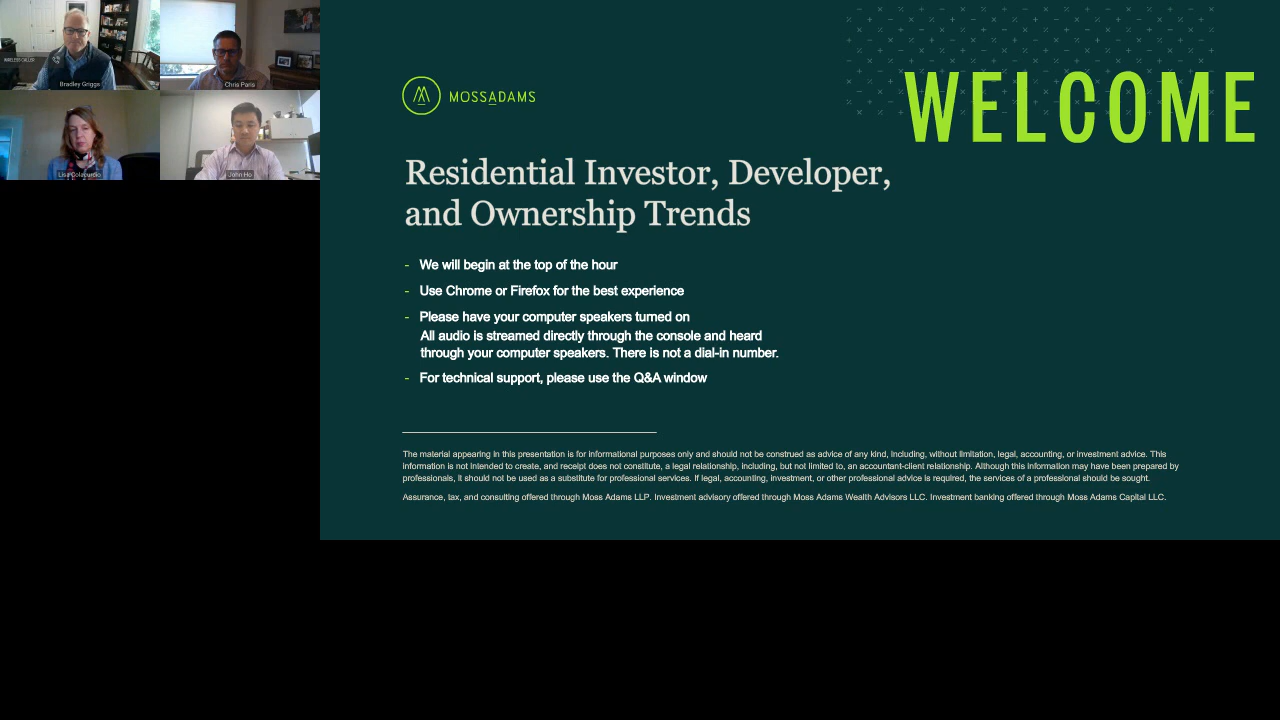 WIRELESS CALLER
Bradley Griggs
Chris Paris
Lisa Colabuffo
John Ho
WELCOME
MOSSADAMS
Residential Investor, Developer,
and Ownership Trends
- We will begin at the top of the hour
- Use Chrome or Firefox for the best experience
- Please have your computer speakers turned on
All audio is streamed directly through the console and heard
through your computer speakers. There is not a dial-in number.
- For technical support, please use the Q&A window
The material appearing in this presentation is for informational purposes only and should not be construed as advice of any kind, including, without limitation, legal, accounting, or investment advice. This
information is not intended to create, and receipt does not constitute, a legal relationship, including, but not limited to, an accountant-client relationship. Although this information may have been prepared by
professionals, it should not be used as a substitute for professional services. If legal, accounting, investment, or other professional advice is required, the services of a professional should be sought.
Assurance, tax, and consulting offered through Moss Adams LLP. Investment advisory offered through Moss Adams Wealth Advisors LLC. Investment banking offered through Moss Adams Capital LLC.